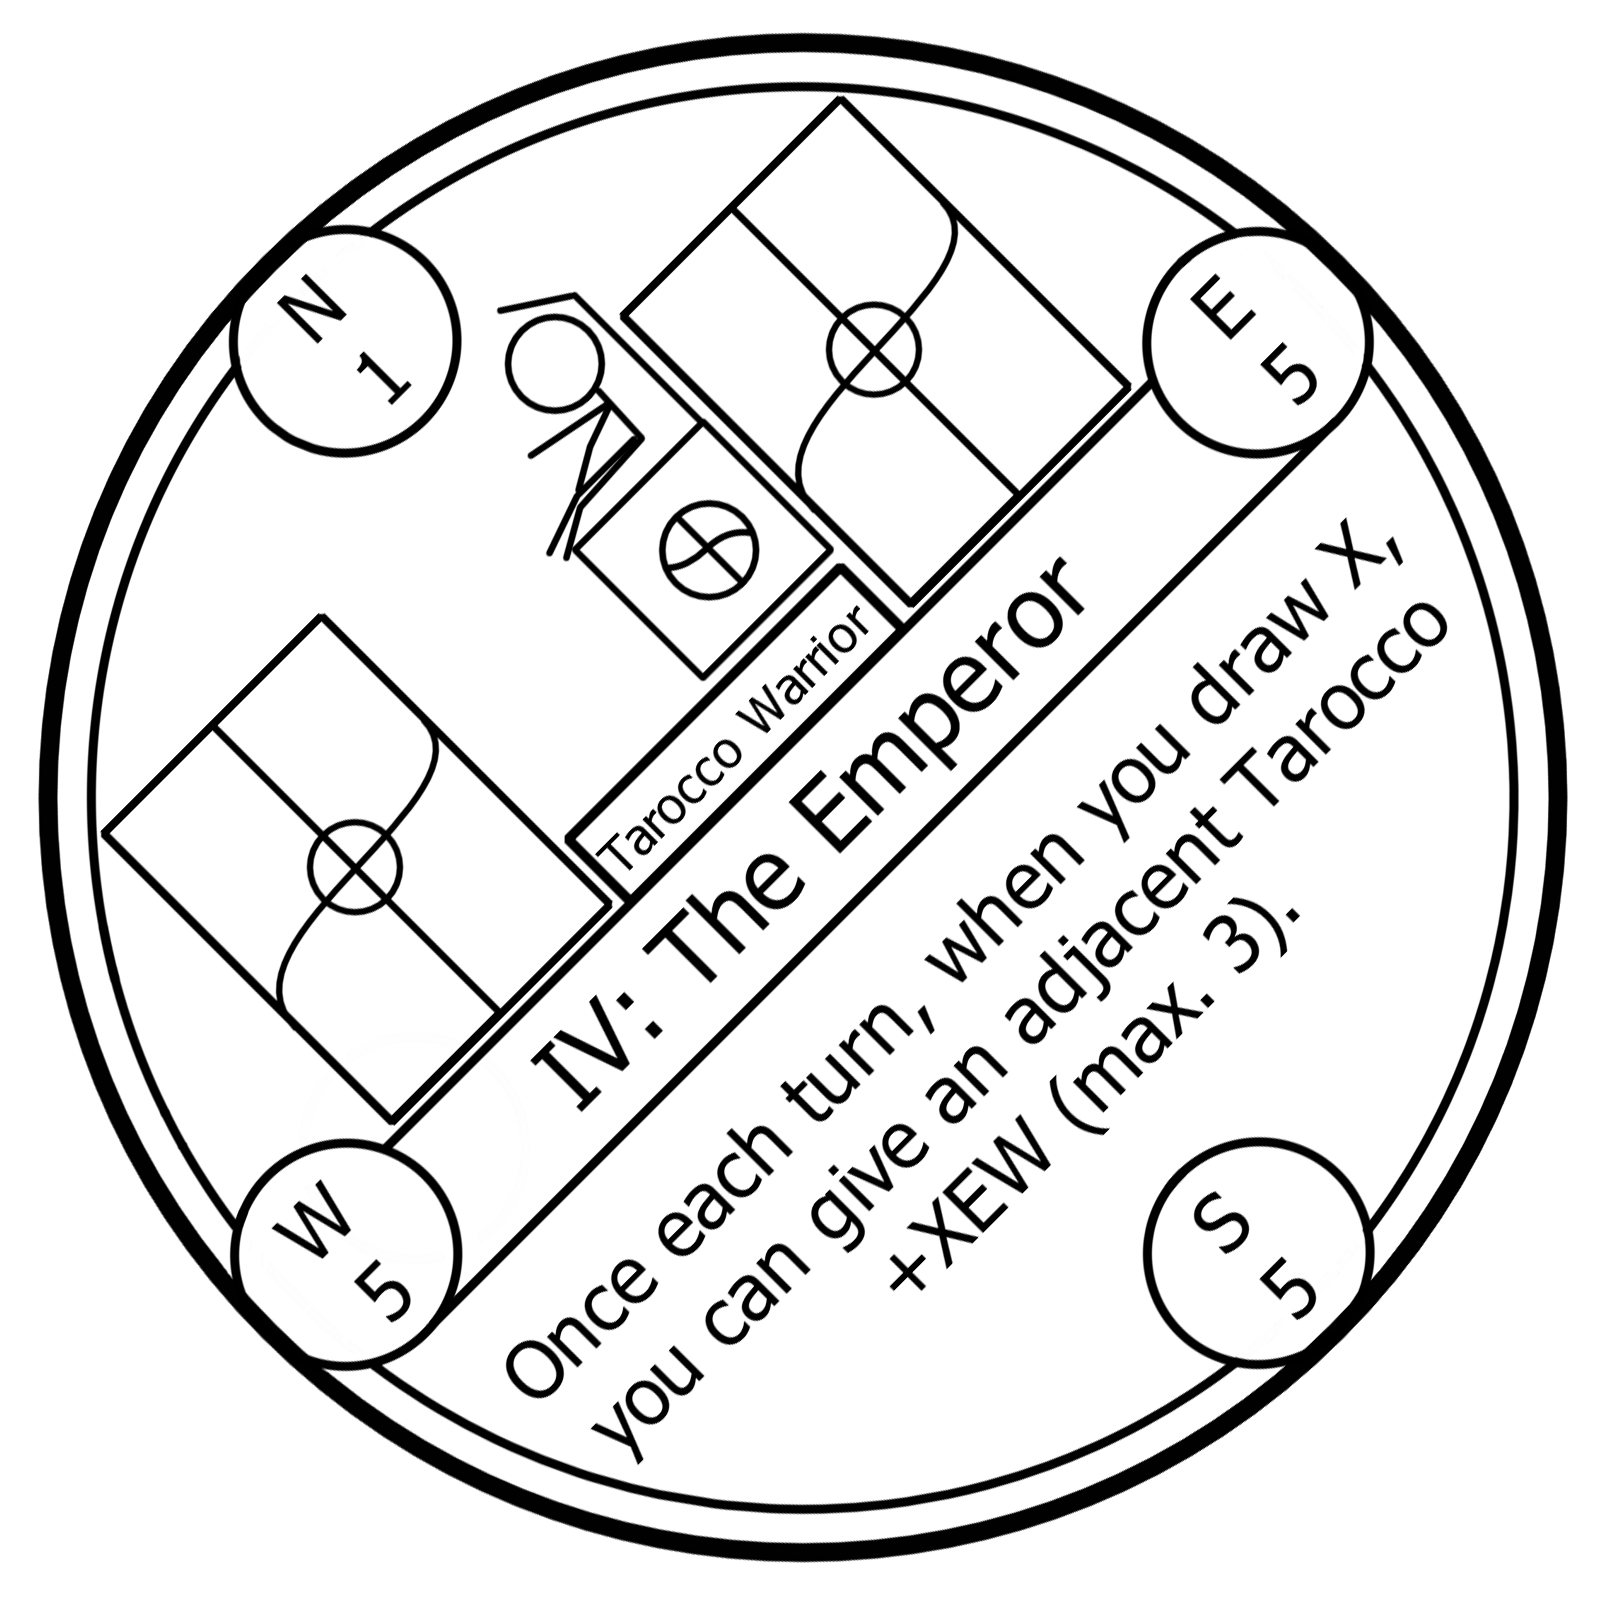 N
1
E
5
Tarocco Warrior
IV: The Emperor
Once each turn, when you draw X,
you can give an adjacent Tarocco
+XEW (max. 3).
W
5
S
5